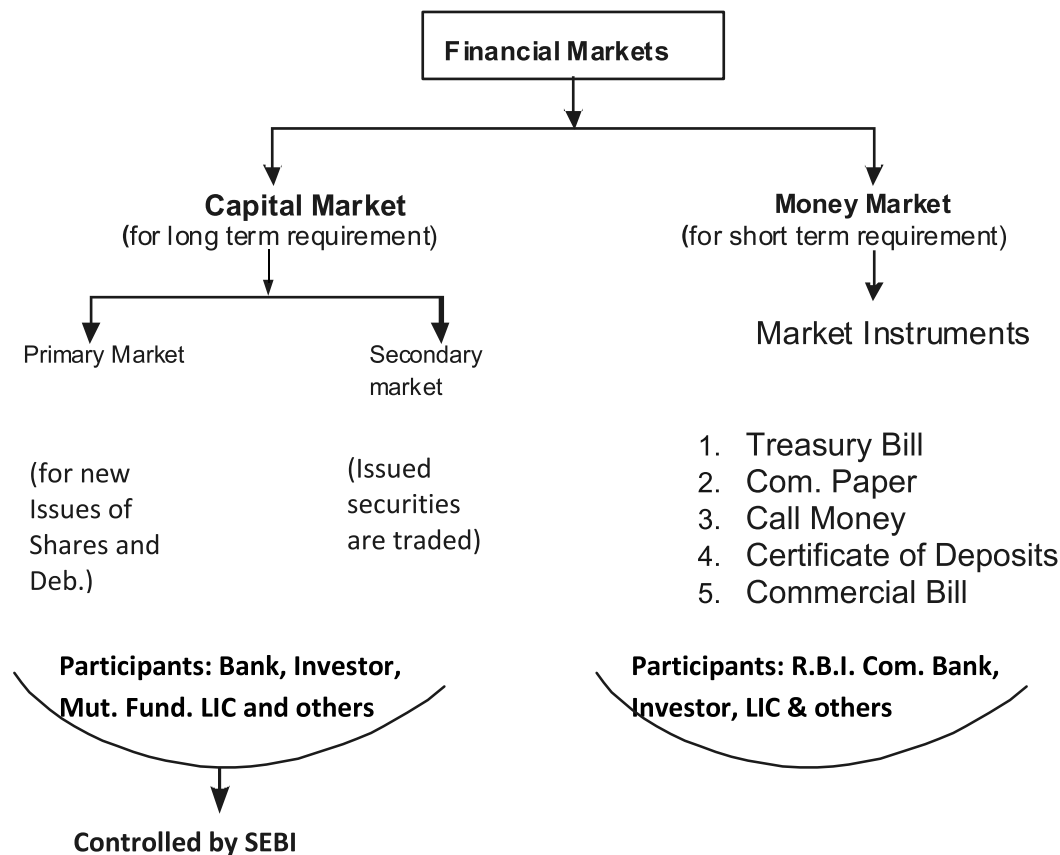 Financial Markets
Capital Market
(for long term requirement)
Money Market
(for short term requirement)
Primary Market
Secondary
market
Market Instruments
(for new
Issues of
Shares and
Deb.)
(Issued
securities
are traded)
1. Treasury Bill
2. Com. Paper
3. Call Money
4. Certificate of Deposits
5. Commercial Bill
Participants: Bank, Investor,
Mut. Fund. LIC and others
Participants: R.B.I. Com. Bank,
Investor, LIC & others
Controlled by SEBI